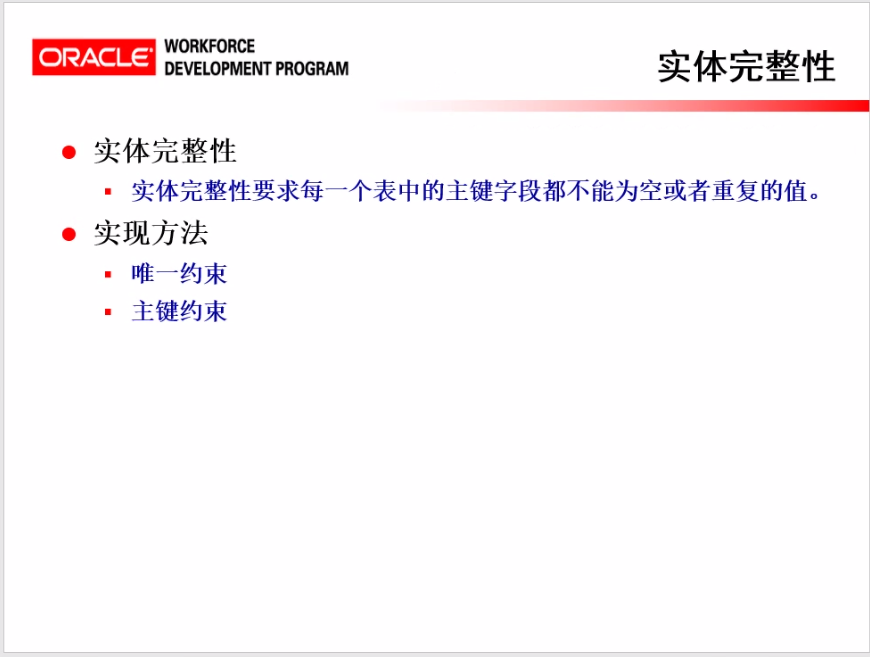 ORACLE WORKFORCE
DEVELOPMENT PROGRAM
实体完整性
实体完整性
实体完整性要求每一个表中的主键字段都不能为空或者重复的值。
实现方法
唯一约束
主键约束